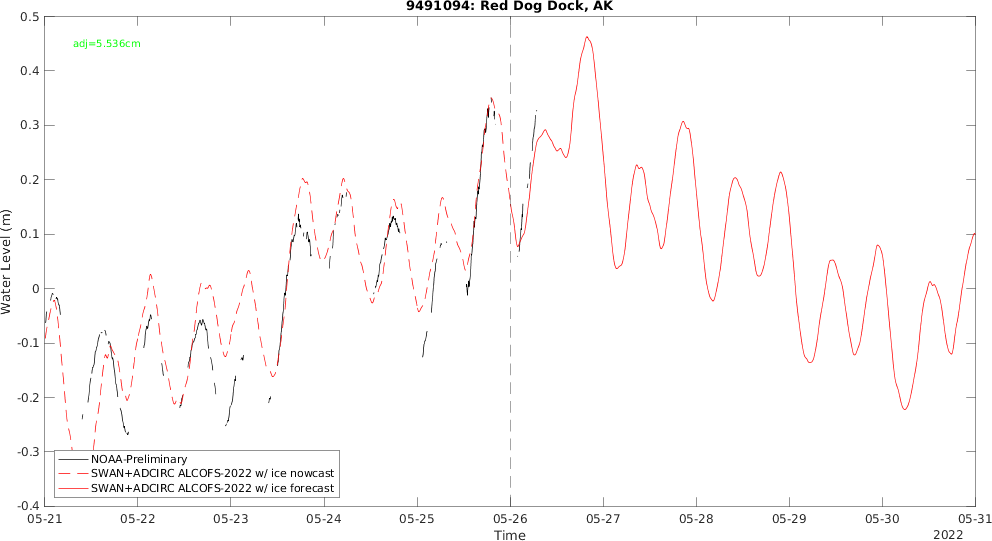 9491094: Red Dog Dock, AK
adj=5.536cm
0.5
0.4
0.3
0.2
0.1
0
-0.1
-0.2
-0.3
-0.4
Water Level (m)
NOAA-Preliminary
SWAN+ADCIRC ALCOFS-2022 w/ ice nowcast
SWAN+ADCIRC ALCOFS-2022 w/ ice forecast
05-21 05-22 05-23 05-24 05-25 05-26 05-27 05-28 05-29 05-30 05-31
Time
2022